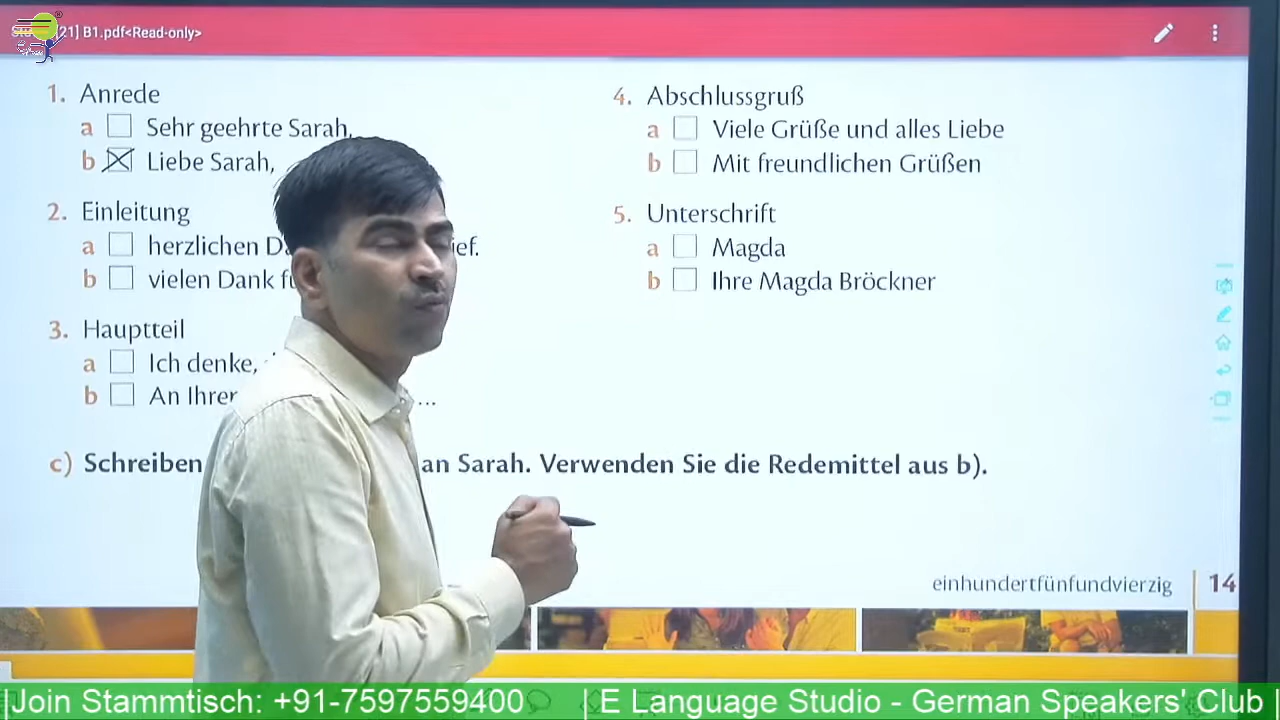 [21] B1.pdf<Read-only>
1. Anrede
a Sehr geehrte Sarah,
b Liebe Sarah,
2. Einleitung
a herzlichen
b vielen Dank
3. Hauptteil
a Ich denke,
b An Ihrer ...
4. Abschlussgruß
a Viele Grüße und alles Liebe
b Mit freundlichen Grüßen
5. Unterschrift
a Magda
b Ihre Magda Bröckner
c) Schreiben an Sarah. Verwenden Sie die Redemittel aus b).
einhundertfünfundvierzig 14
|Join Stammtisch: +91-7597559400 | E Language Studio - German Speakers' Club |